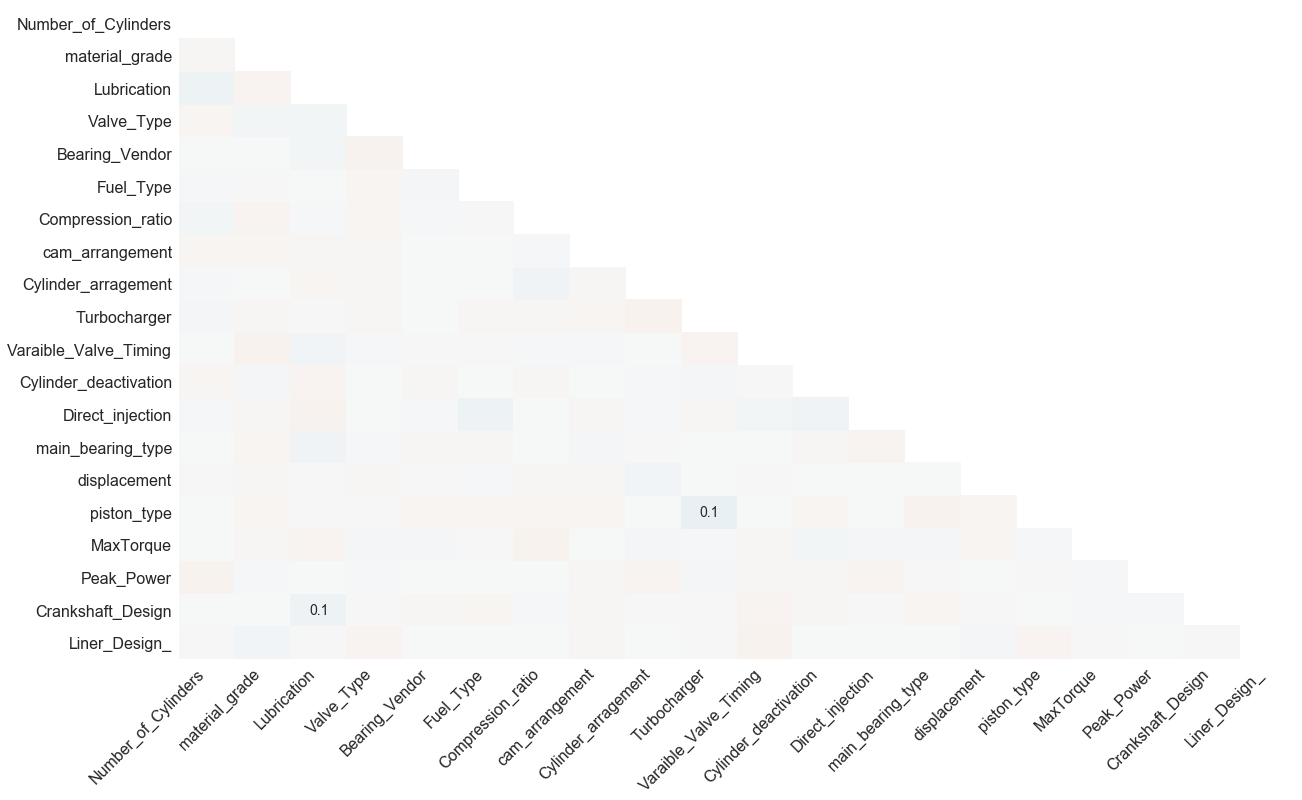 Number_of_Cylinders
material_grade
Lubrication
Valve_Type
Bearing_Vendor
Fuel_Type
Compression_ratio
cam_arrangement
Cylinder_arragement
Turbocharger
Varaible_Valve_Timing
Cylinder_deactivation
Direct_injection
main_bearing_type
displacement
piston_type
0.1
MaxTorque
Peak_Power
Crankshaft_Design
0.1
Liner_Design_
Number_of_Cylinders
material_grade
Lubrication
Valve_Type
Bearing_Vendor
Fuel_Type
Compression_ratio
cam_arrangement
Cylinder_arragement
Turbocharger
Varaible_Valve_Timing
Cylinder_deactivation
Direct_injection
main_bearing_type
displacement
piston_type
MaxTorque
Peak_Power
Crankshaft_Design
Liner_Design_